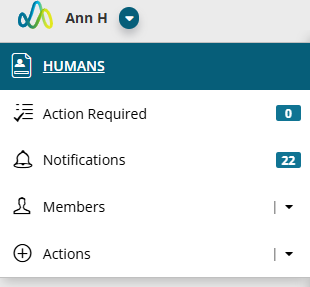 Ann H
HUMANS
Action Required 0
Notifications 22
Members |
Actions |